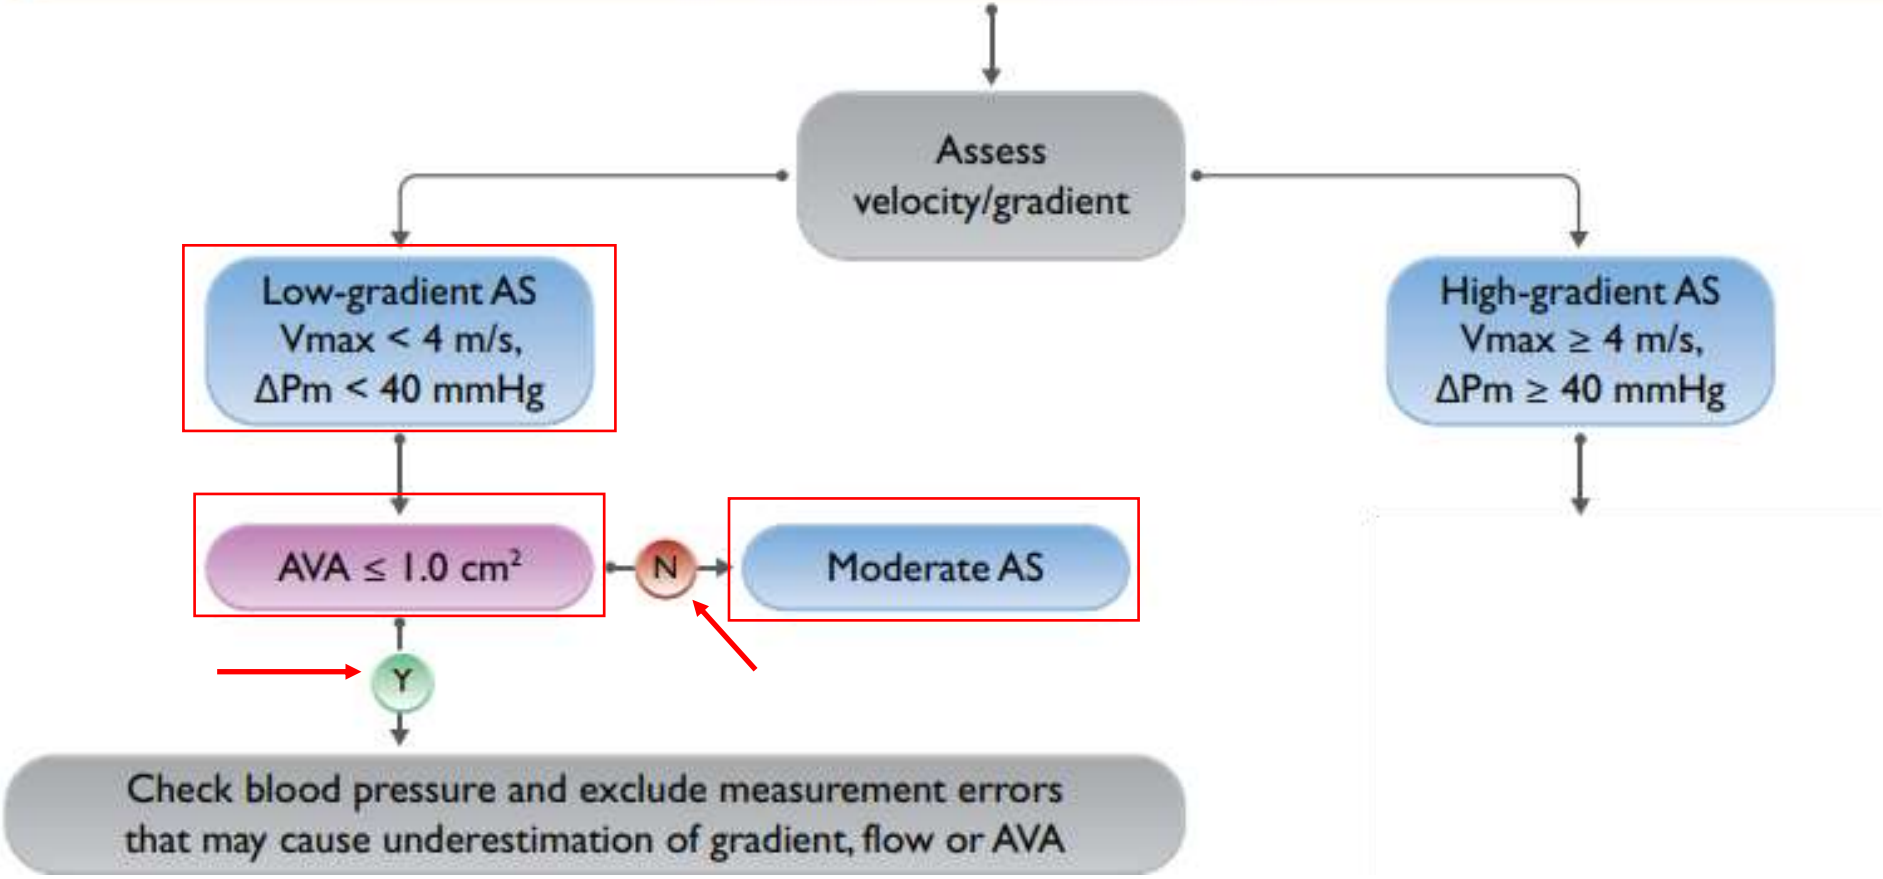 Assess
velocity/gradient
Low-gradient AS
Vmax < 4 m/s,
ΔPm < 40 mmHg
High-gradient AS
Vmax ≥ 4 m/s,
ΔPm ≥ 40 mmHg
AVA ≤ 1.0 cm²
N
Moderate AS
Y
Check blood pressure and exclude measurement errors
that may cause underestimation of gradient, flow or AVA